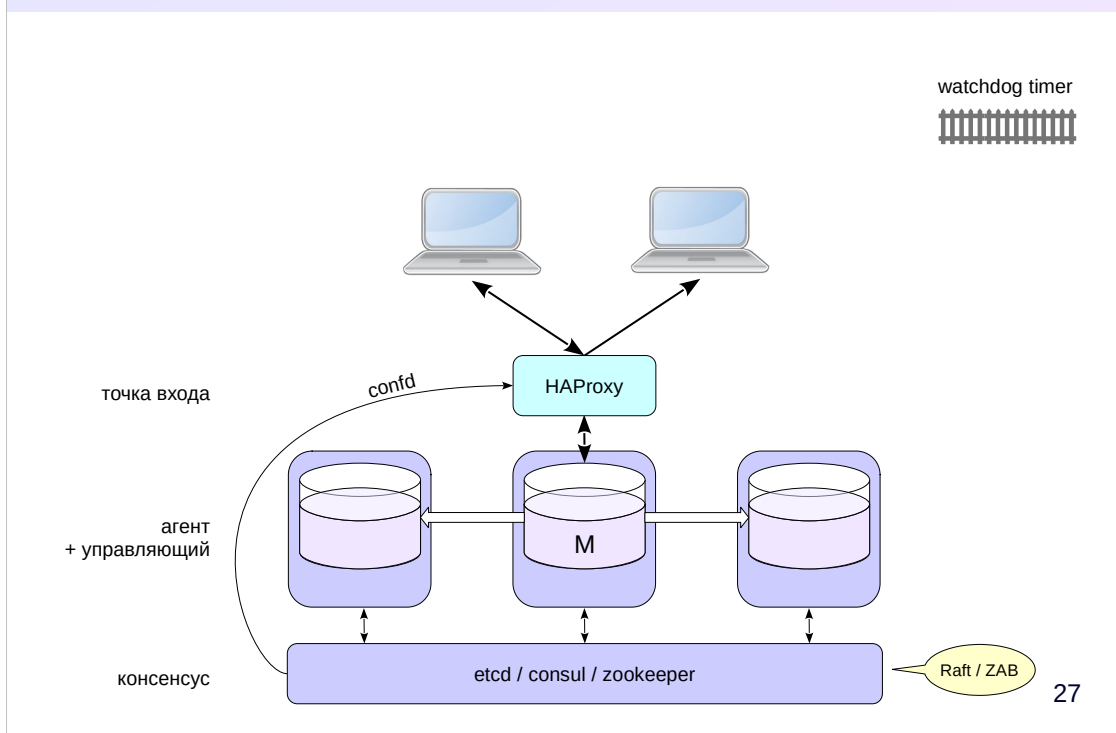 watchdog timer
точка входа
confd
HAProxy
агент
+ управляющий
M
консенсус
etcd / consul / zookeeper
Raft / ZAB
27